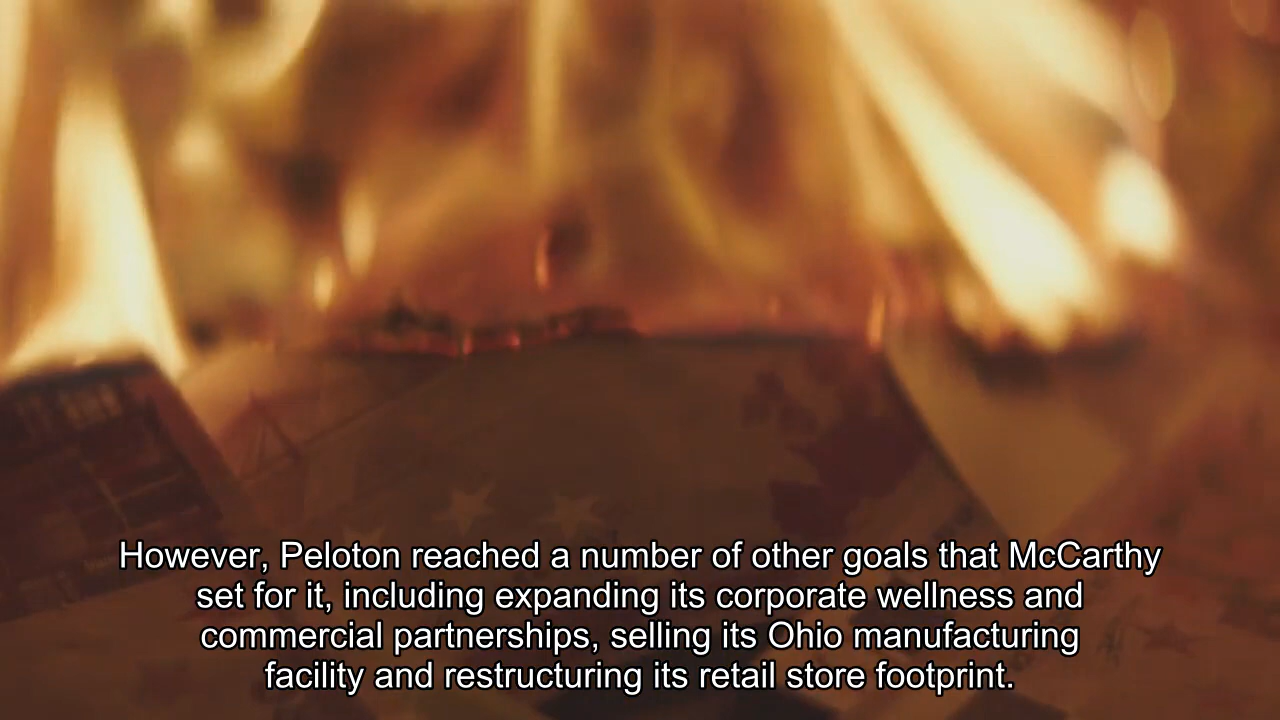 However, Peloton reached a number of other goals that McCarthy
set for it, including expanding its corporate wellness and
commercial partnerships, selling its Ohio manufacturing
facility and restructuring its retail store footprint.